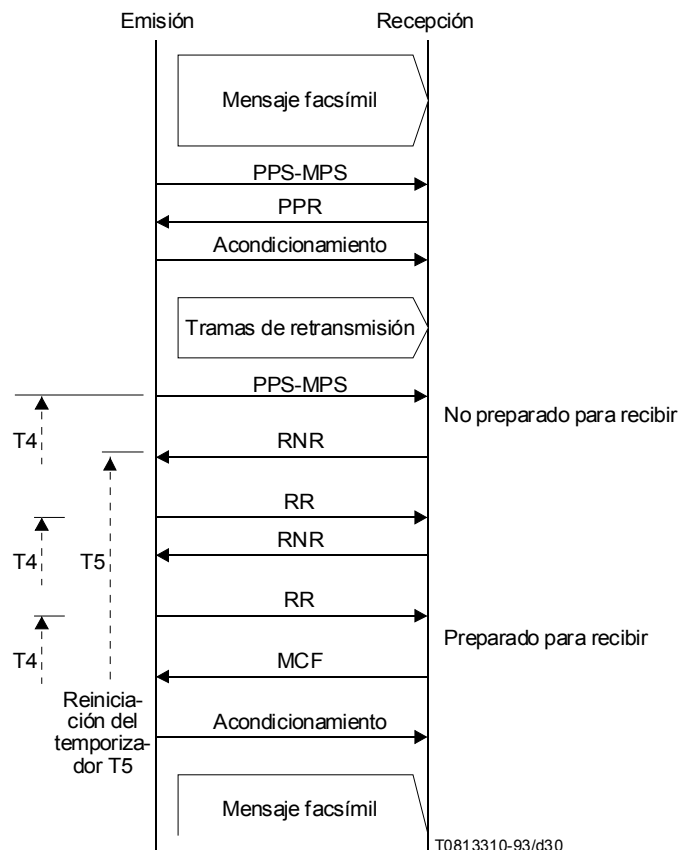 Emisión
Recepción
Mensaje facsímil
PPS-MPS
PPR
Acondicionamiento
Tramas de retransmisión
PPS-MPS
No preparado para recibir
T4
RNR
RR
RNR
T4
T5
RR
Preparado para recibir
T4
MCF
Reinicia-
ción del
temporiza-
dor T5
Acondicionamiento
Mensaje facsímil
T0813310-93/d30